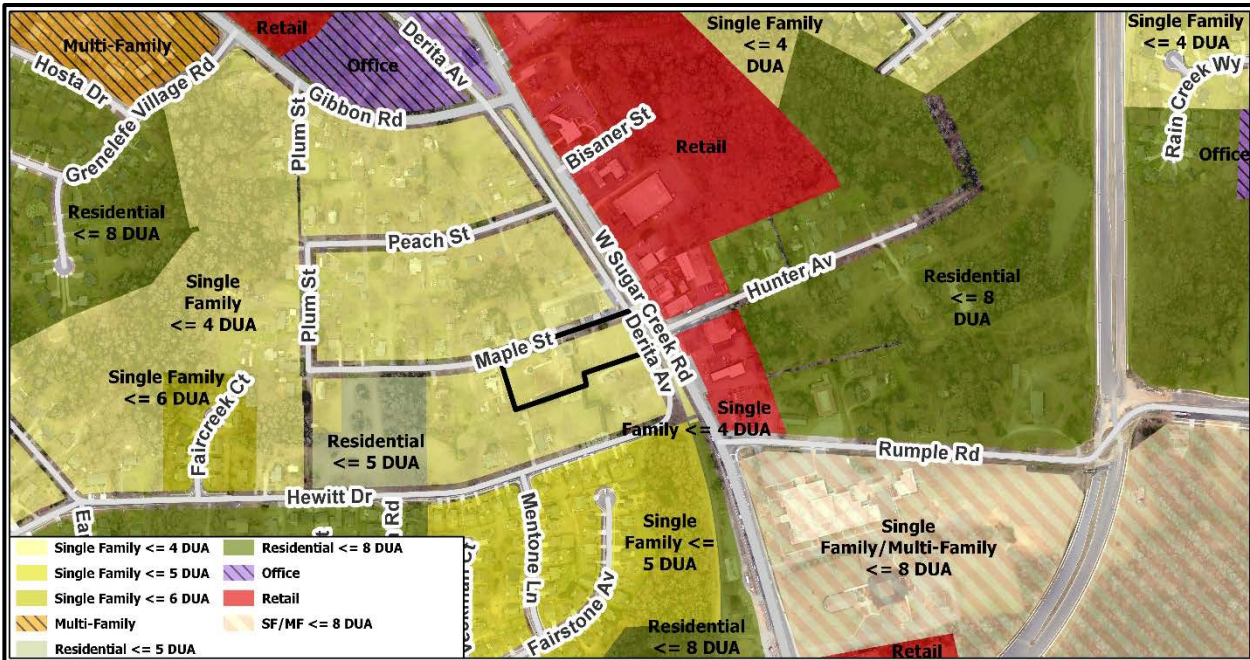 Retail
Multi-Family
Hosta Dr
Grenelefe Village Rd
Office
Derita Av
Gibbon Rd
Plum St
Single Family
<= 4
DUA
Single Family
<= 4 DUA
Rain Creek Wy
Office
Bisaner St
Retail
Residential
<= 8 DUA
Peach St
Single
Family
<= 4 DUA
Plum St
W Sugar Creek Rd
Hunter Av
Residential
<= 8
DUA
Maple St
Derita Av
Single Family
<= 6 DUA
Faircreek Ct
Residential
<= 5 DUA
Single
Family <= 4 DUA
Rumple Rd
Hewitt Dr
Mentone Ln
Fairstone Av
Single
Family <=
5 DUA
Single
Family/Multi-Family
<= 8 DUA
Residential
<= 8 DUA
Retail
Ea
Rd
Single Family <= 4 DUA
Single Family <= 5 DUA
Single Family <= 6 DUA
Multi-Family
Residential <= 5 DUA
Residential <= 8 DUA
Office
Retail
SF/MF <= 8 DUA